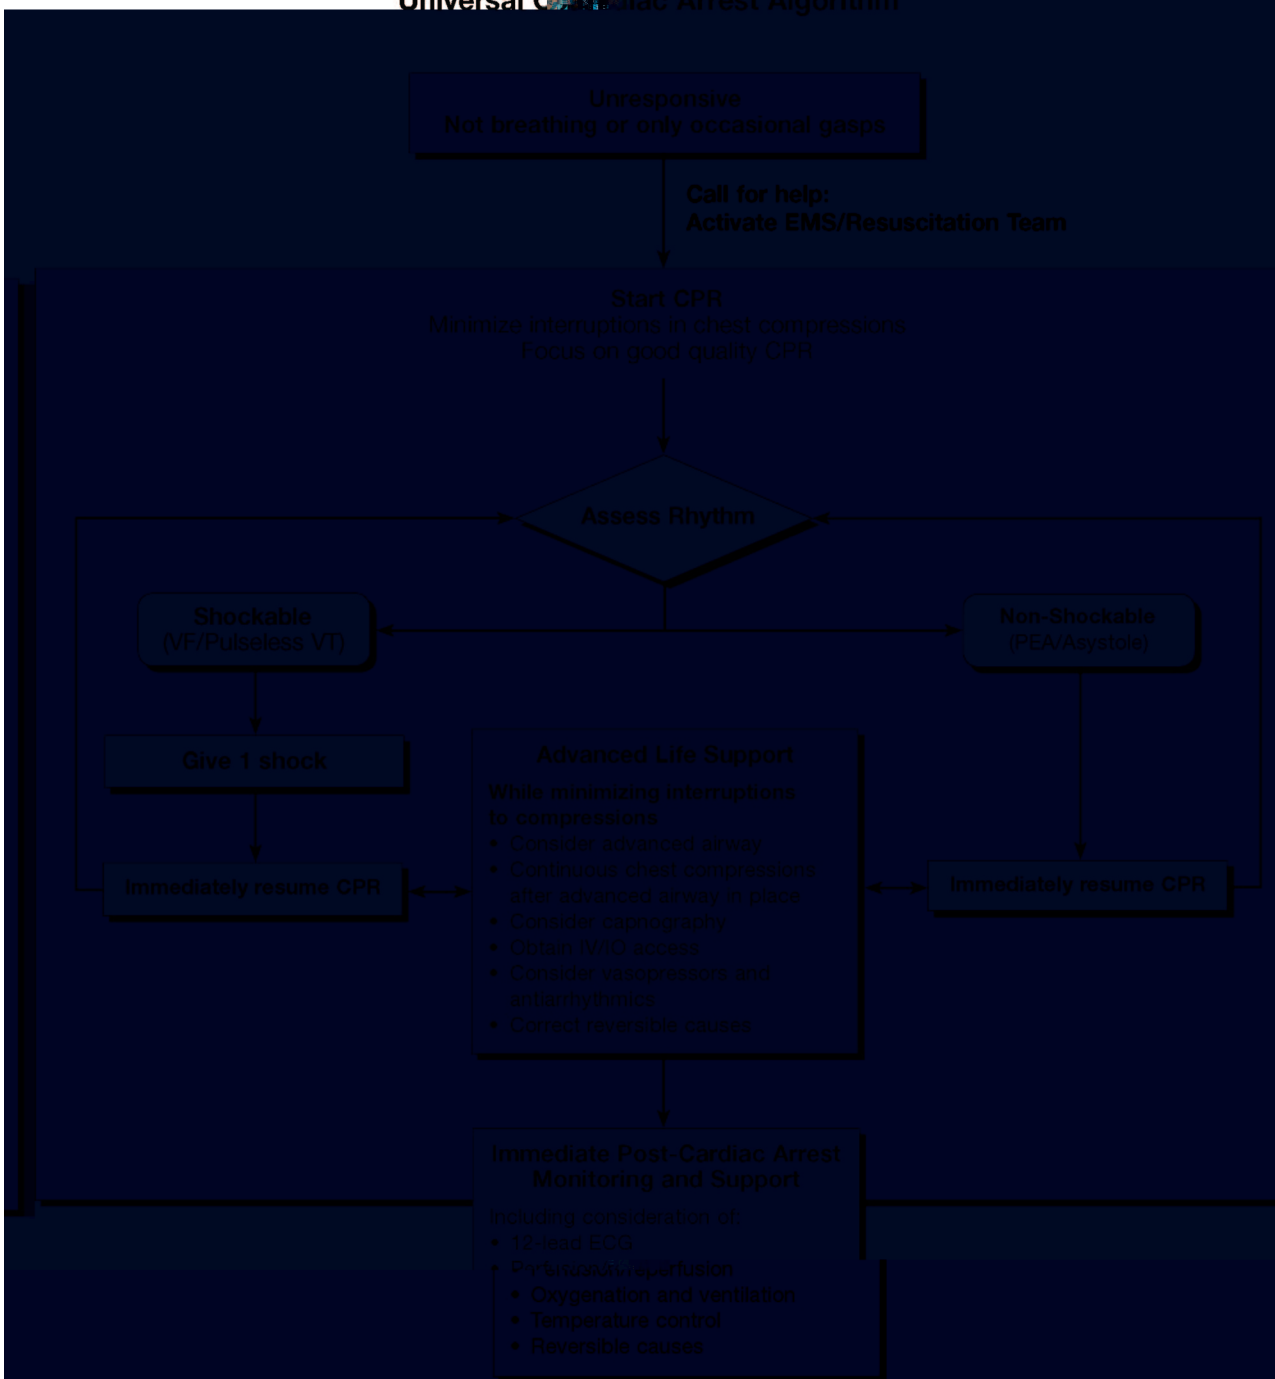 Universal Cardiac Arrest Algorithm
Unresponsive
Not breathing or only occasional gasps
Call for help:
Activate EMS/Resuscitation Team
Start CPR
Minimize interruptions in chest compressions
Focus on good quality CPR
Assess Rhythm
Shockable
(VF/Pulseless VT)
Non-Shockable
(PEA/Asystole)
Give 1 shock
Immediately resume CPR
Advanced Life Support
While minimizing interruptions
to compressions
• Consider advanced airway
• Continuous chest compressions
after advanced airway in place
• Consider capnography
• Obtain IV/IO access
• Consider vasopressors and
antiarrhythmics
• Correct reversible causes
Immediately resume CPR
Immediate Post-Cardiac Arrest
Monitoring and Support
Including consideration of:
• 12-lead ECG
• Perfusion/reperfusion
• Oxygenation and ventilation
• Temperature control
• Reversible causes